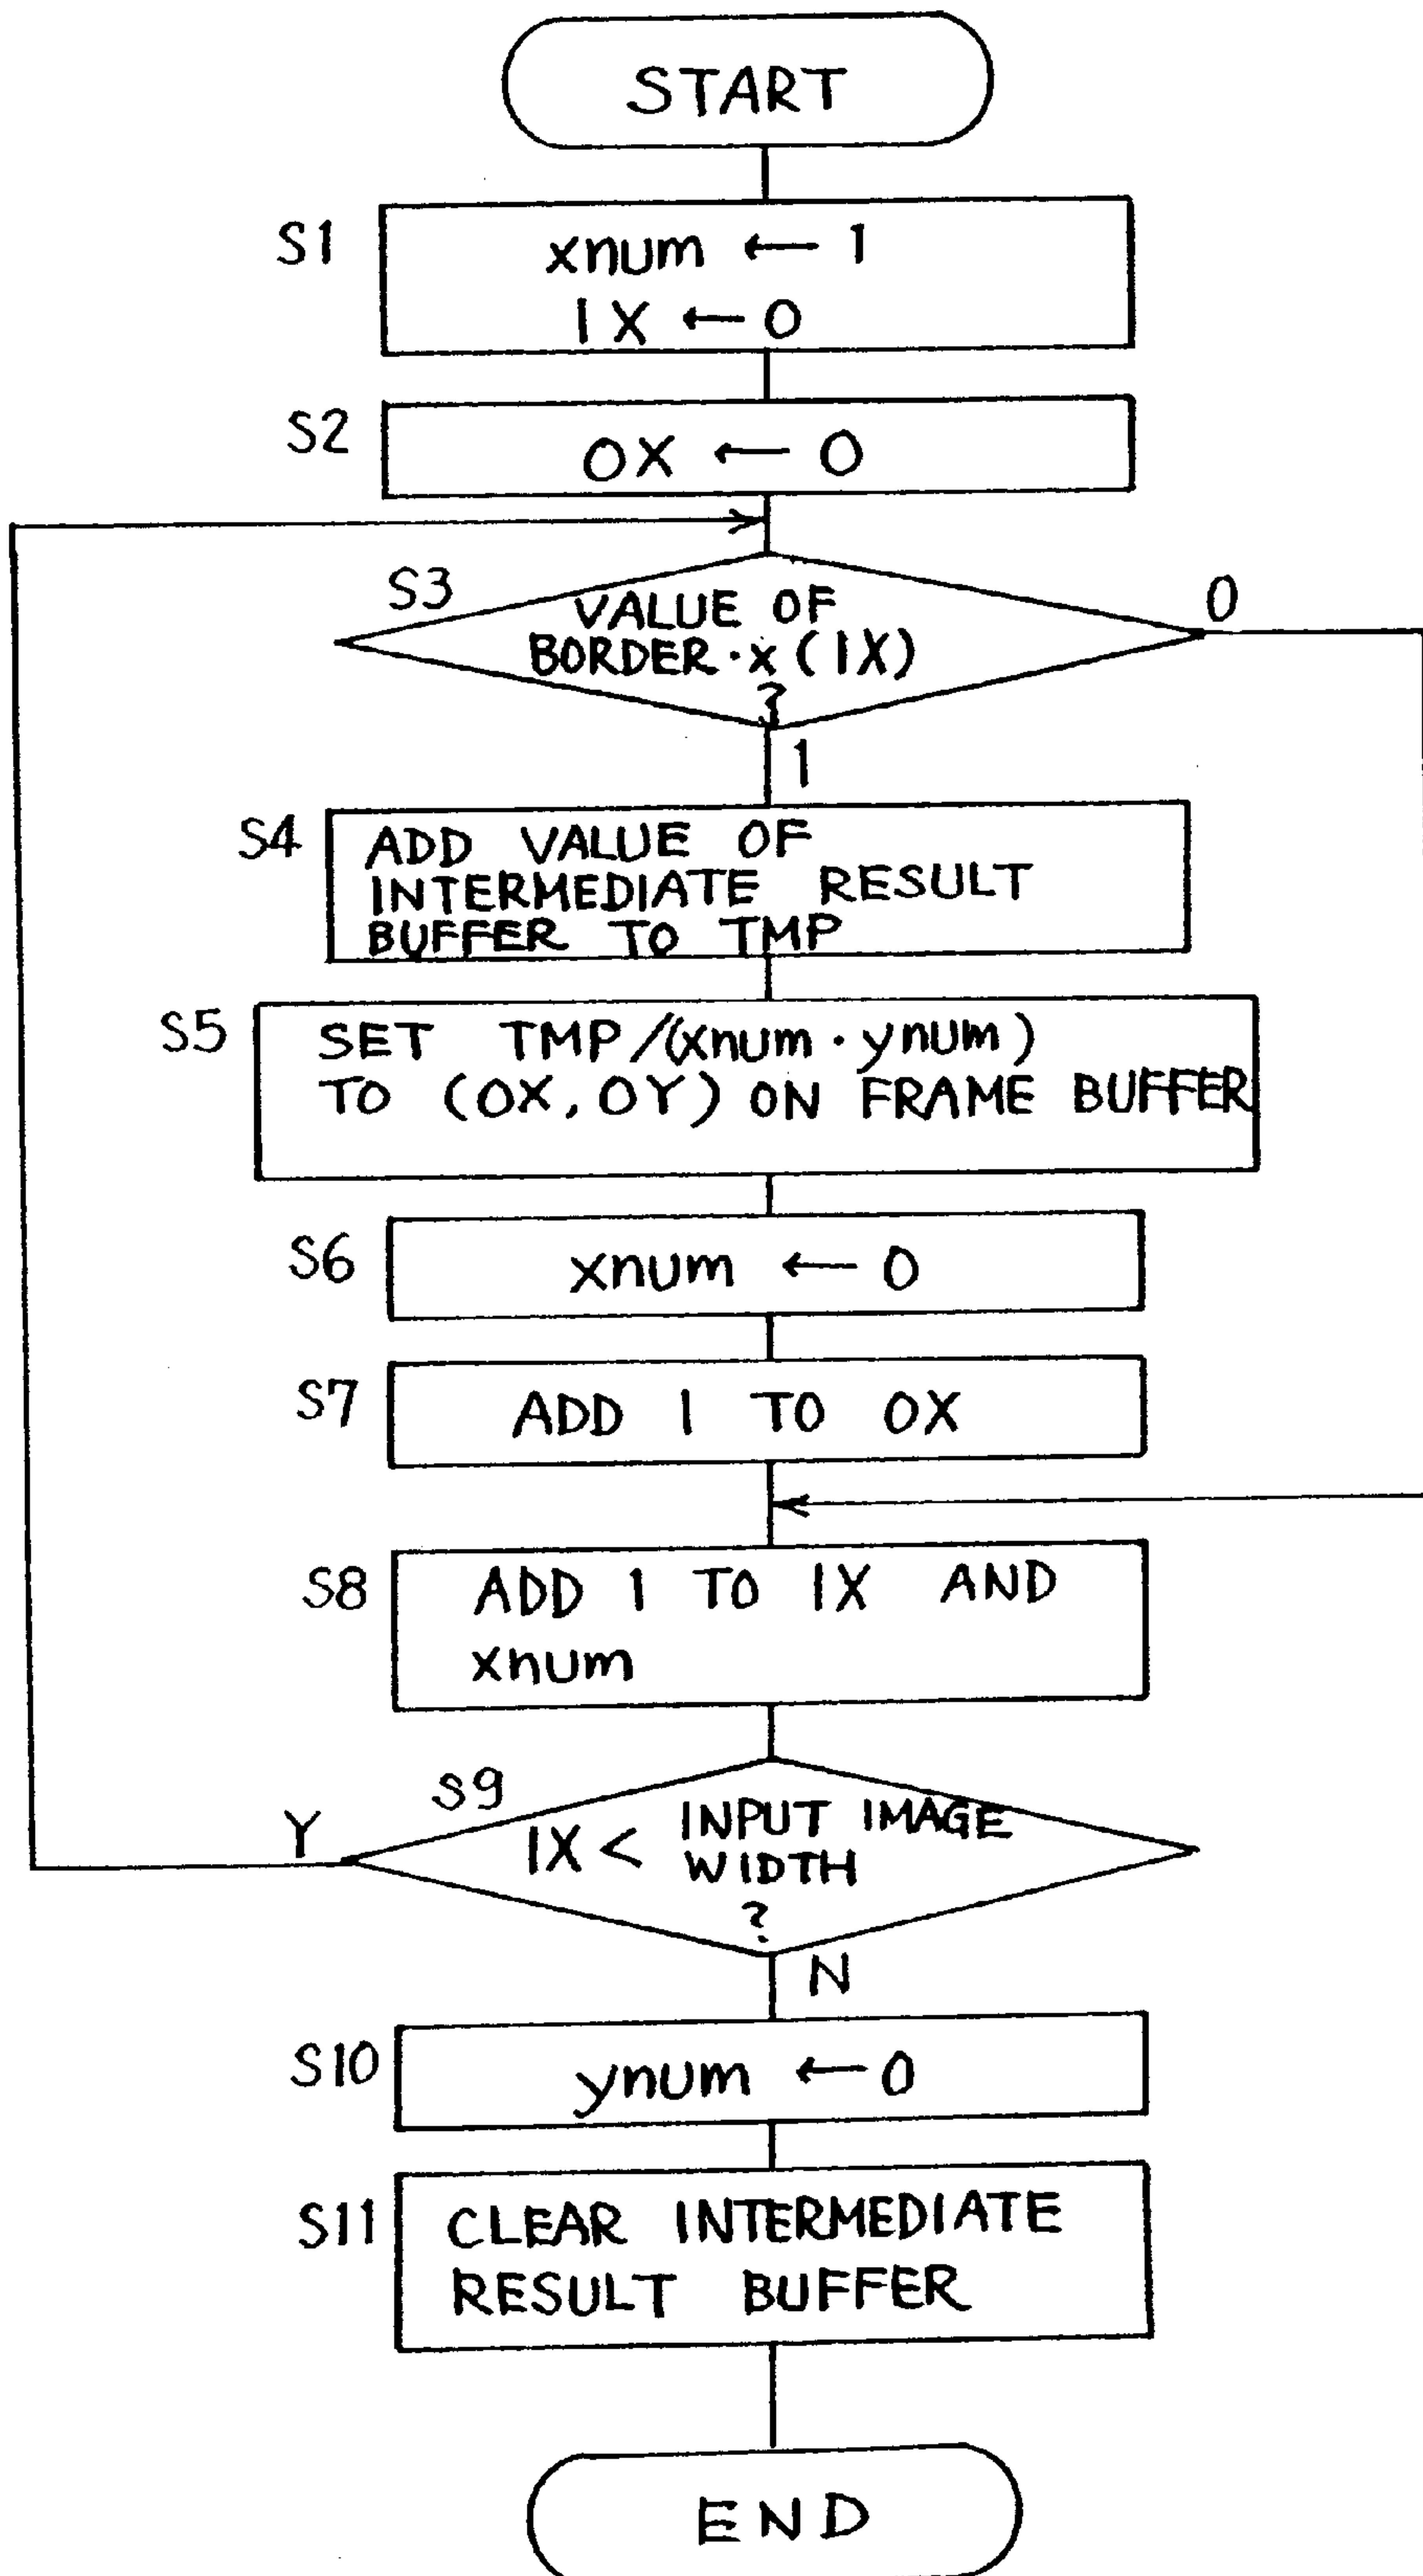 START
S1
xnum ← 1
IX ← 0
S2
OX ← 0
S3
VALUE OF
BORDER·x (IX)
?
0
1
S4
ADD VALUE OF
INTERMEDIATE RESULT
BUFFER TO TMP
S5
SET TMP/(xnum · ynum)
TO (OX, OY) ON FRAME BUFFER
S6
xnum ← 0
S7
ADD 1 TO OX
S8
ADD 1 TO IX AND
xnum
S9
IX < INPUT IMAGE
WIDTH
?
Y
N
S10
ynum ← 0
S11
CLEAR INTERMEDIATE
RESULT BUFFER
END